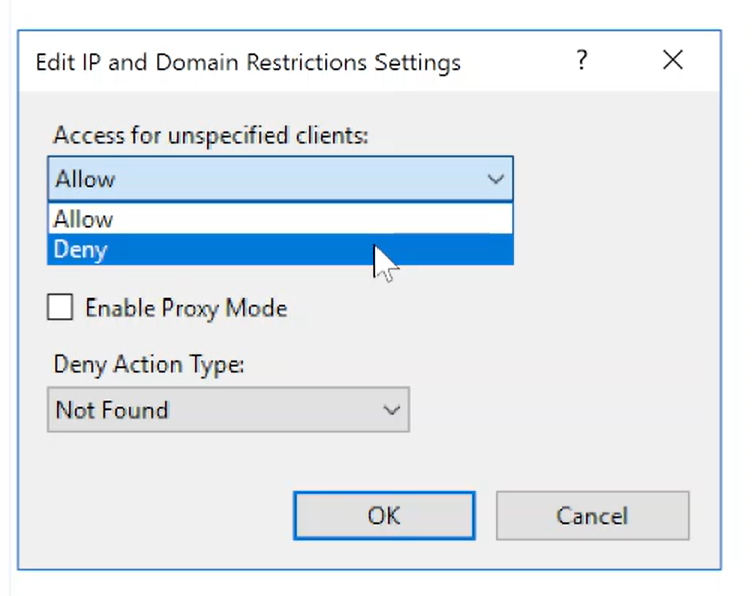 Edit IP and Domain Restrictions Settings ?
Access for unspecified clients:
Allow
Allow
Deny
Enable Proxy Mode
Deny Action Type:
Not Found
OK Cancel